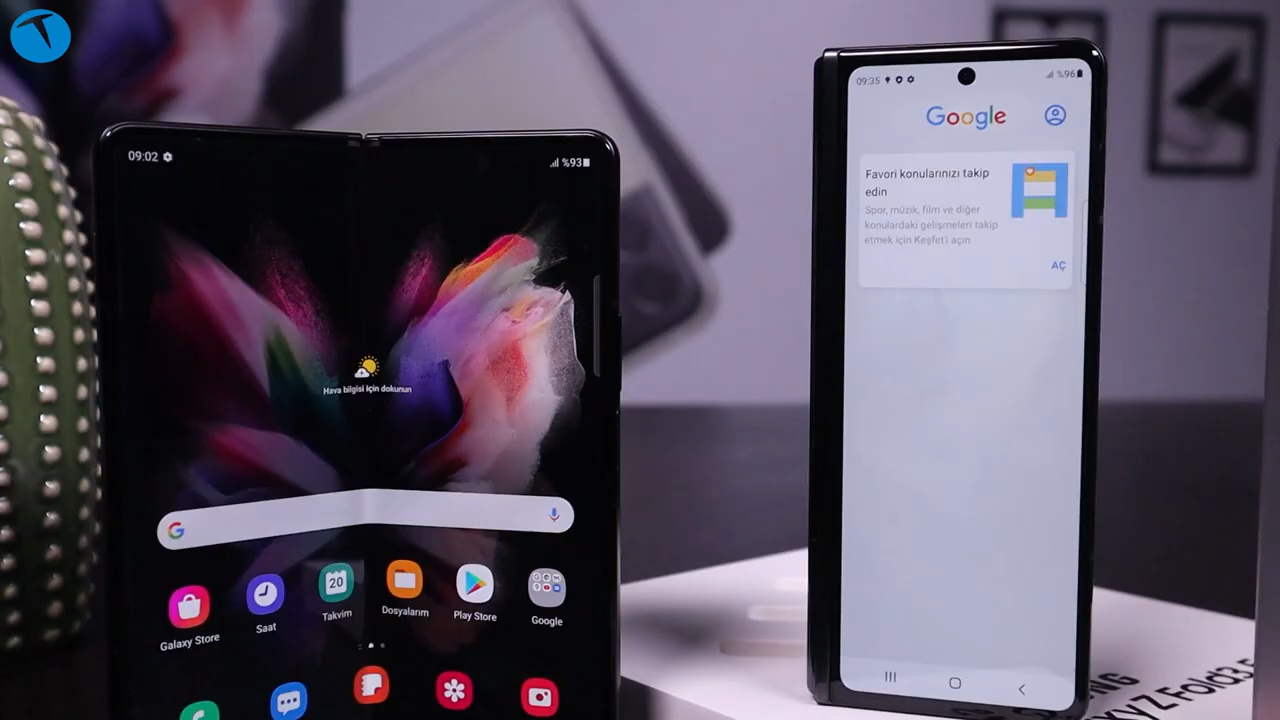 09:02
%93
Hava bilgisi için dokunun
Galaxy Store
Saat
20
Takvim
Dosyalarım
Play Store
Google
09:35
%96
Google
Favori konularınızı takip
edin
Spor, müzik, film ve diğer
konulardaki gelişmeleri takip
etmek için Keşfet'i açın
AÇ
Z Fold3 5